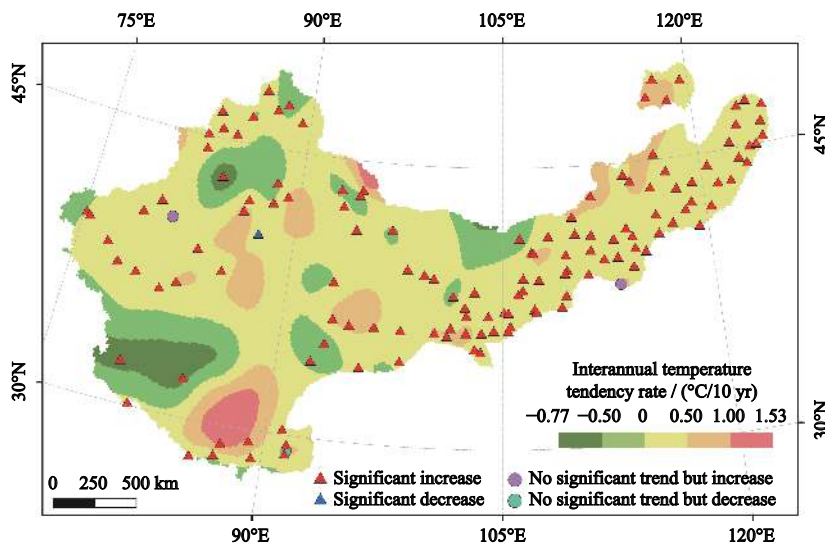 75°E 90°E 105°E 120°E
45°N
45°N
30°N
30°N
Interannual temperature
tendency rate / (°C/10 yr)
−0.77 −0.50 0 0.50 1.00 1.53
0 250 500 km
Significant increase
Significant decrease
No significant trend but increase
No significant trend but decrease
90°E 105°E 120°E